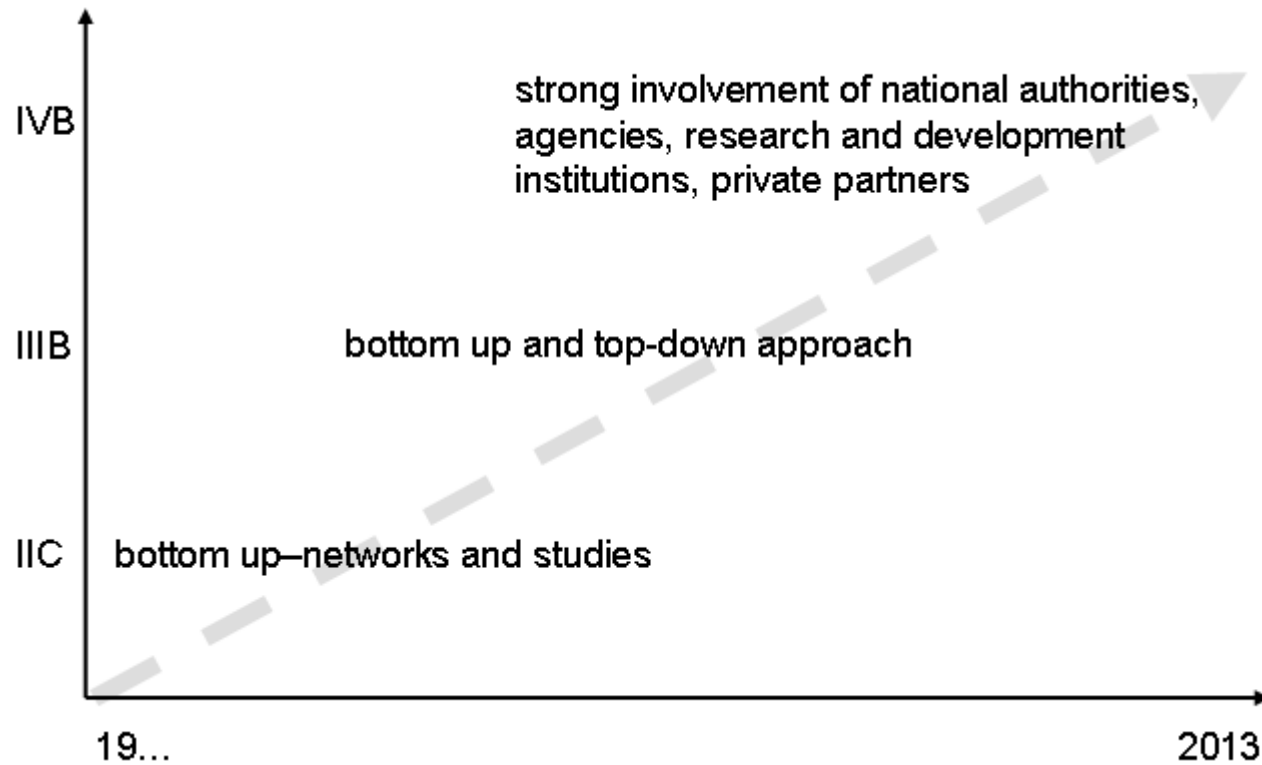 IVB
strong involvement of national authorities,
agencies, research and development
institutions, private partners
IIIB
bottom up and top-down approach
IIC
bottom up–networks and studies
19...
2013